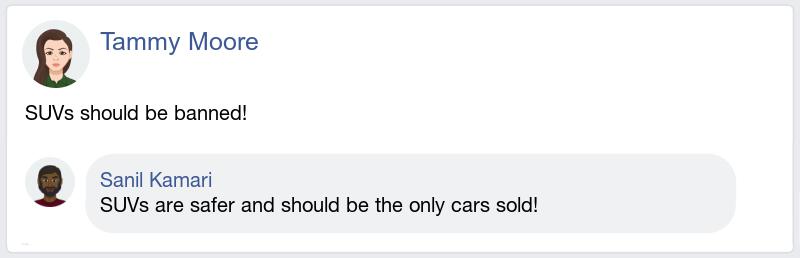 Tammy Moore
SUVs should be banned!
Sanil Kamari
SUVs are safer and should be the only cars sold!